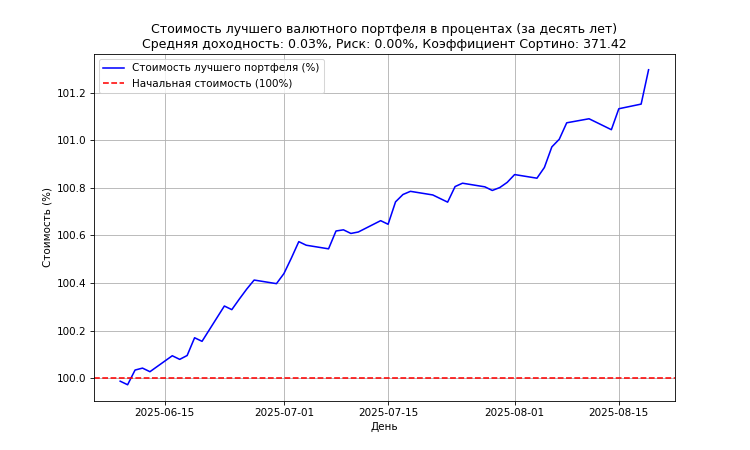 Стоимость лучшего валютного портфеля в процентах (за десять лет)
Средняя доходность: 0.03%, Риск: 0.00%, Коэффициент Сортино: 371.42
Стоимость лучшего портфеля (%)
Начальная стоимость (100%)
Стоимость (%)
101.2
101.0
100.8
100.6
100.4
100.2
100.0
2025-06-15
2025-07-01
2025-07-15
2025-08-01
2025-08-15
День